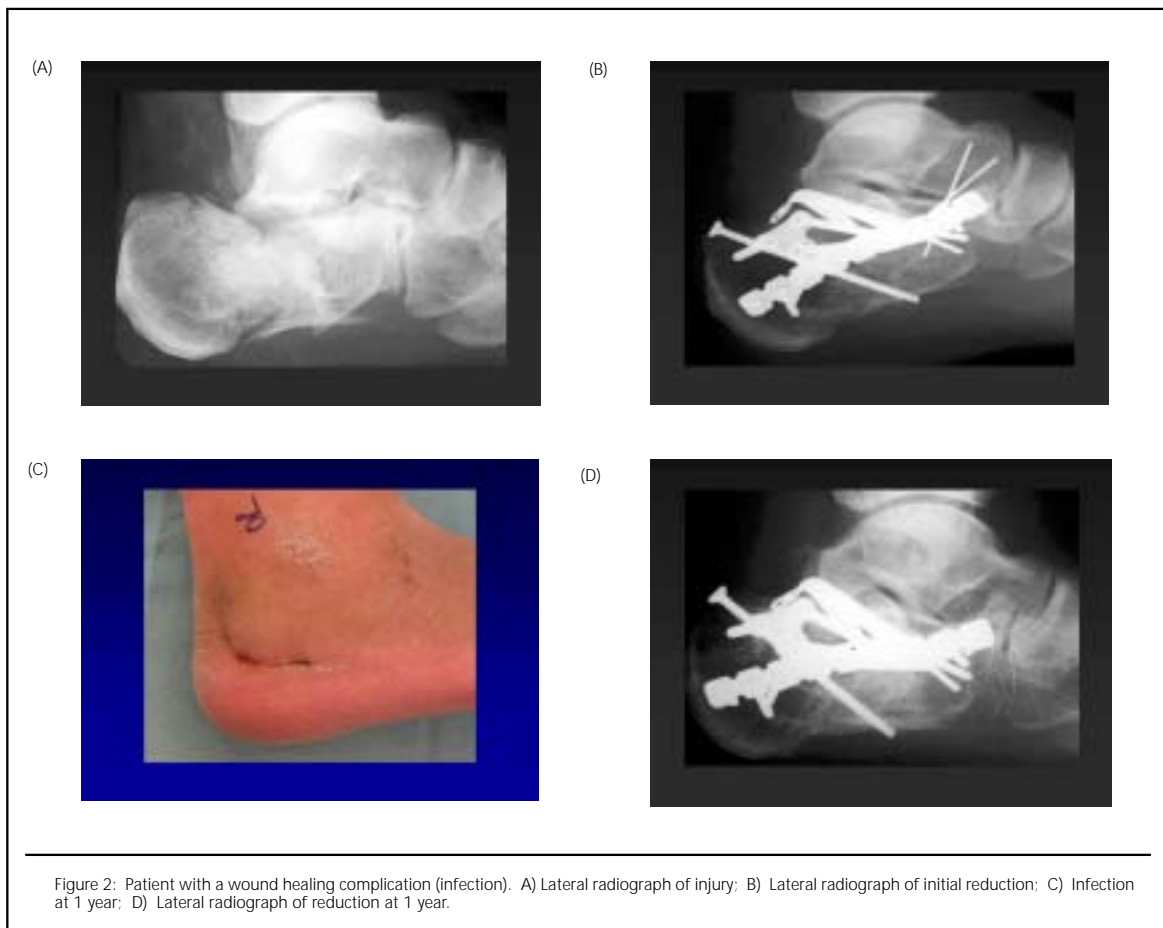 (A)
(B)
(C)
(D)
Figure 2: Patient with a wound healing complication (infection). A) Lateral radiograph of injury; B) Lateral radiograph of initial reduction; C) Infection
at 1 year; D) Lateral radiograph of reduction at 1 year.